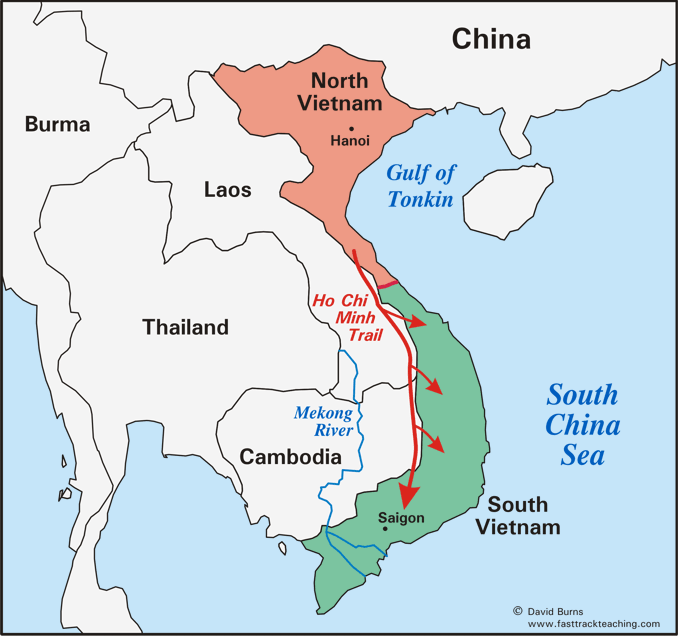 China
North
Vietnam
Hanoi
Burma
Gulf of
Tonkin
Laos
Ho Chi
Minh
Trail
Thailand
South
China
Sea
Mekong
River
Cambodia
South
Vietnam
Saigon
© David Burns
www.fasttrackteaching.com